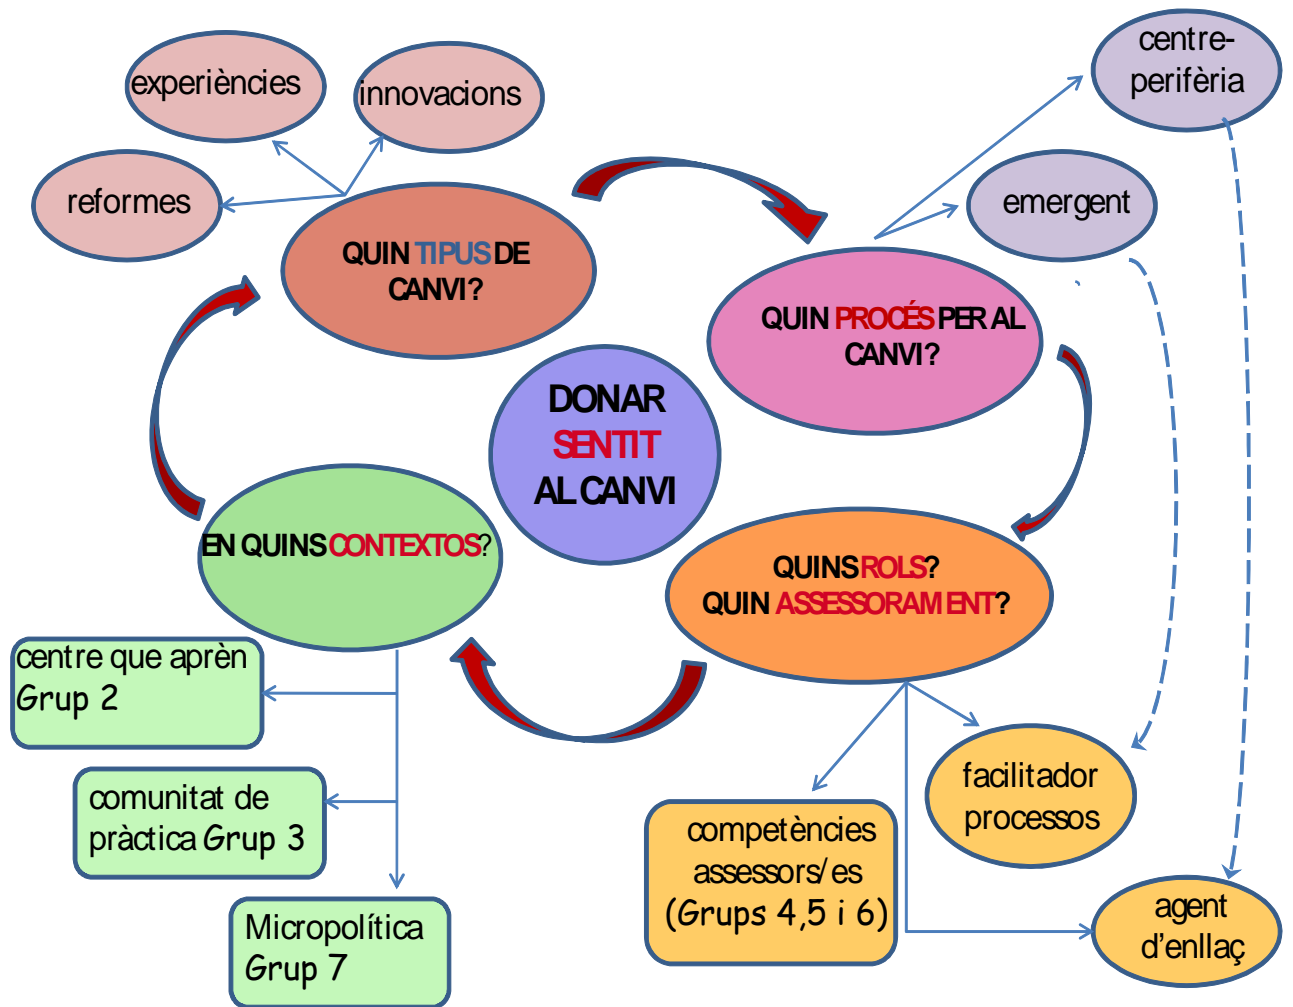 experiències
innovacions
reformes
QUIN TIPUS DE
CANVI?
centre-
perifèria
emergent
QUIN PROCÉS PER AL
CANVI?
DONAR
SENTIT
AL CANVI
EN QUINS CONTEXTOS?
QUINS ROLS?
QUIN ASSESSORAMENT?
centre que aprèn
Grup 2
comunitat de
pràctica Grup 3
Micropolítica
Grup 7
competències
assessors/es
(Grups 4,5 i 6)
facilitador
processos
agent
d'enllaç